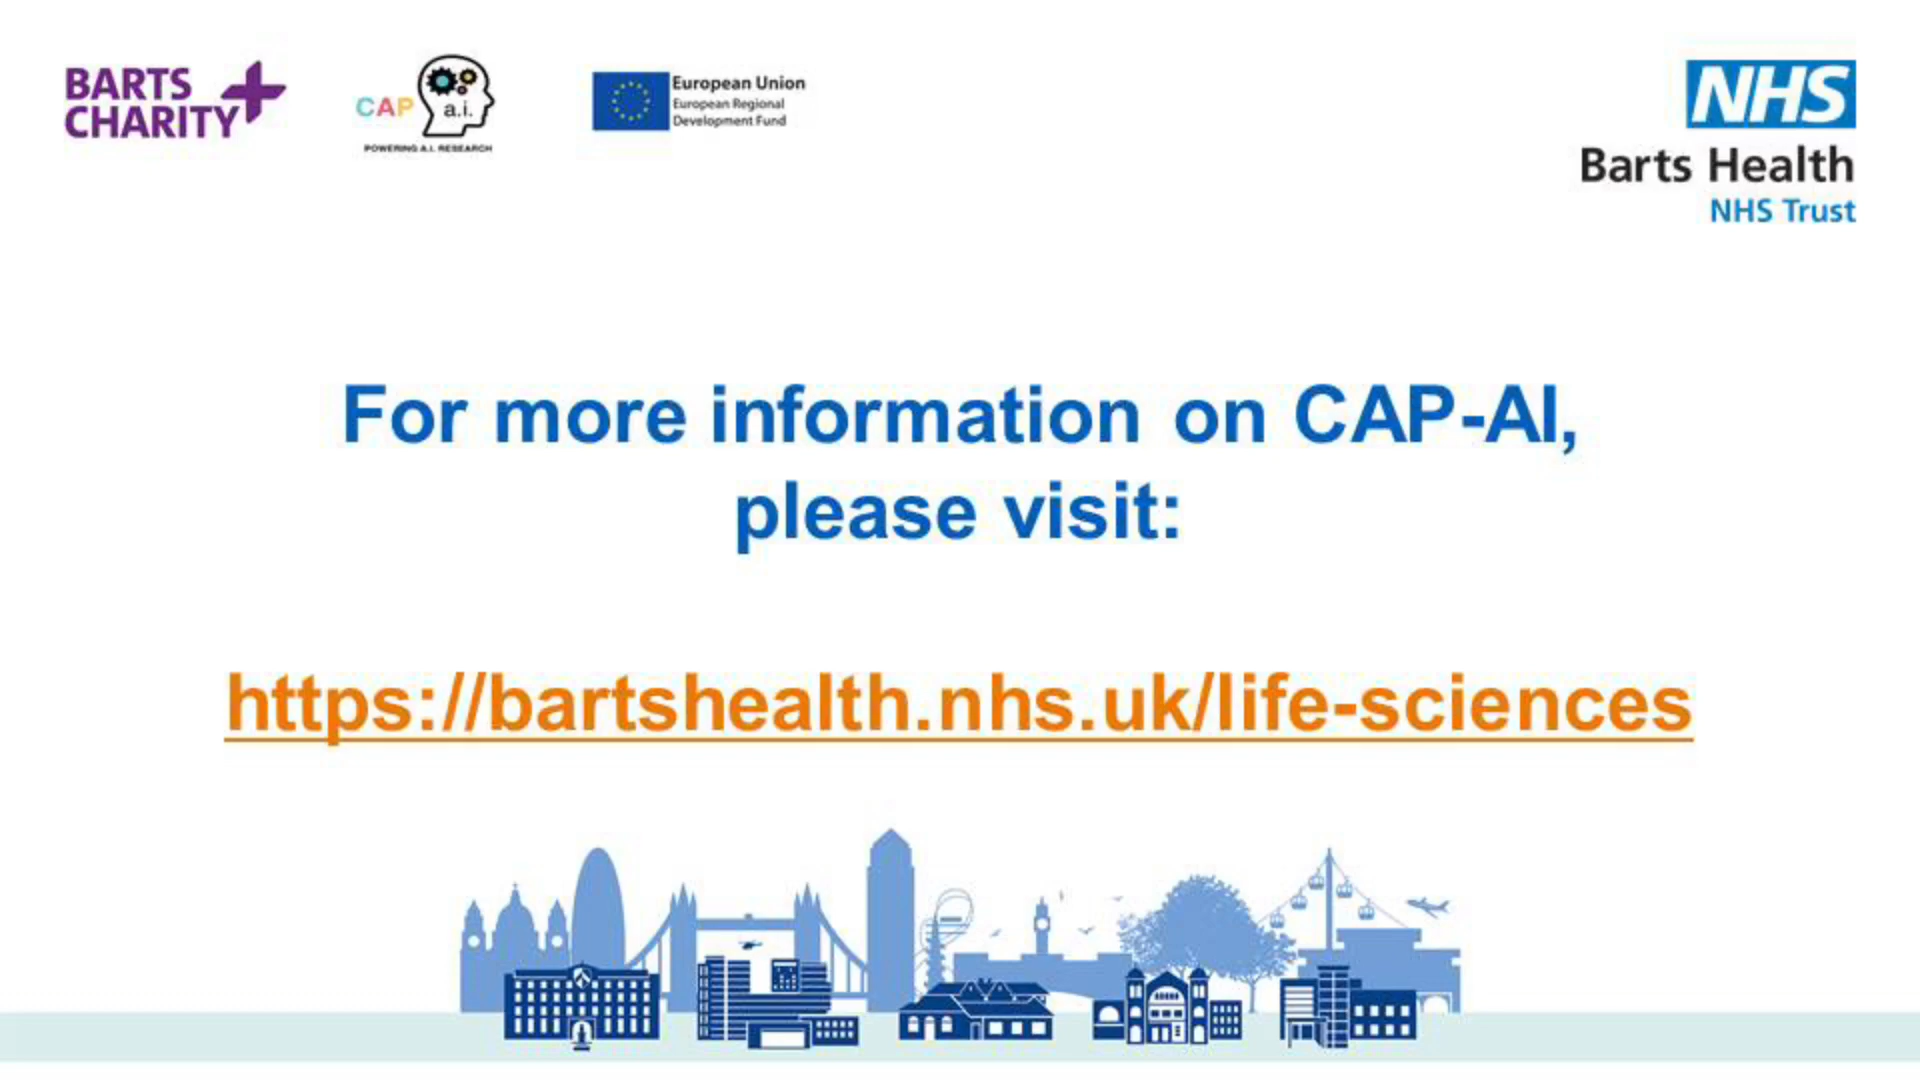 BARTS
CHARITY
CAP
a.i.
POWERING A.I. RESEARCH
European Union
European Regional
Development Fund
NHS
Barts Health
NHS Trust
For more information on CAP-AI,
please visit:
https://bartshealth.nhs.uk/life-sciences